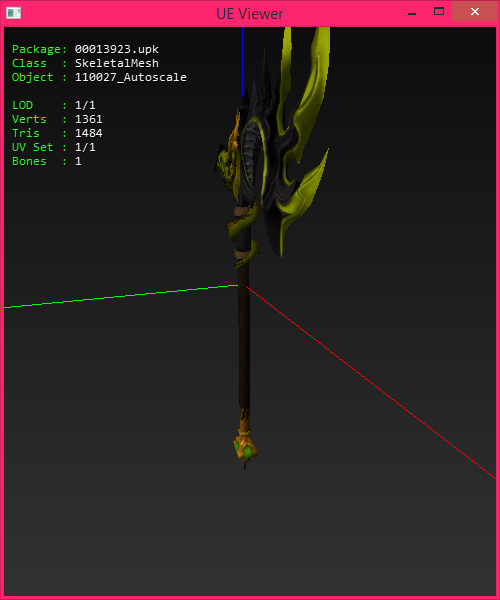 UE Viewer
Package: 00013923.upk
Class  : SkeletalMesh
Object : 110027_Autoscale
LOD    : 1/1
Verts  : 1361
Tris   : 1484
UV Set : 1/1
Bones  : 1